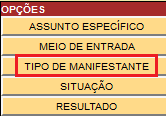 OPÇÕES
ASSUNTO ESPECÍFICO
MEIO DE ENTRADA
TIPO DE MANIFESTANTE
SITUAÇÃO
RESULTADO